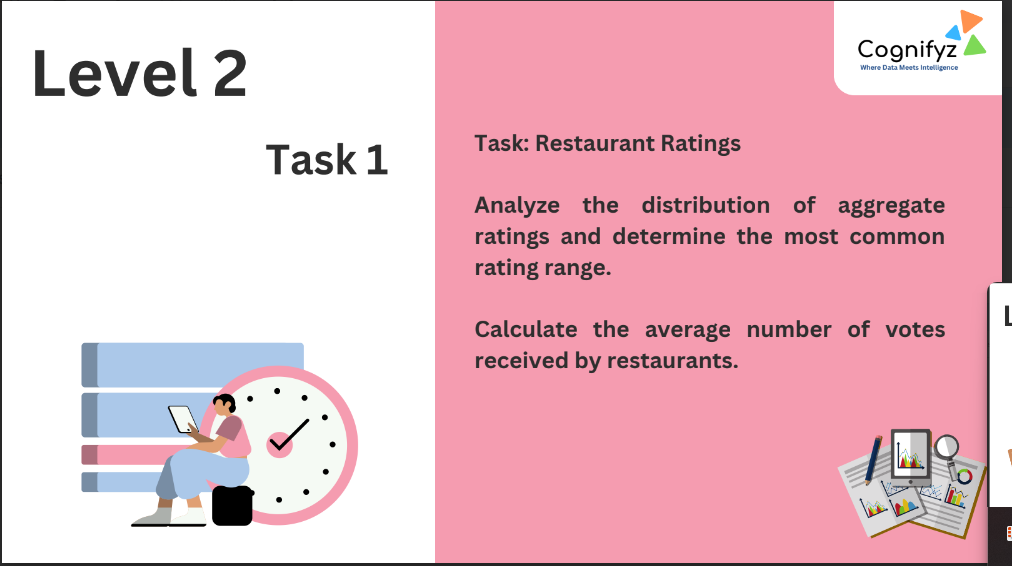 Level 2
Task 1
Cognifyz
Where Data Meets Intelligence
Task: Restaurant Ratings
Analyze the distribution of aggregate
ratings and determine the most common
rating range.
Calculate the average number of votes
received by restaurants.